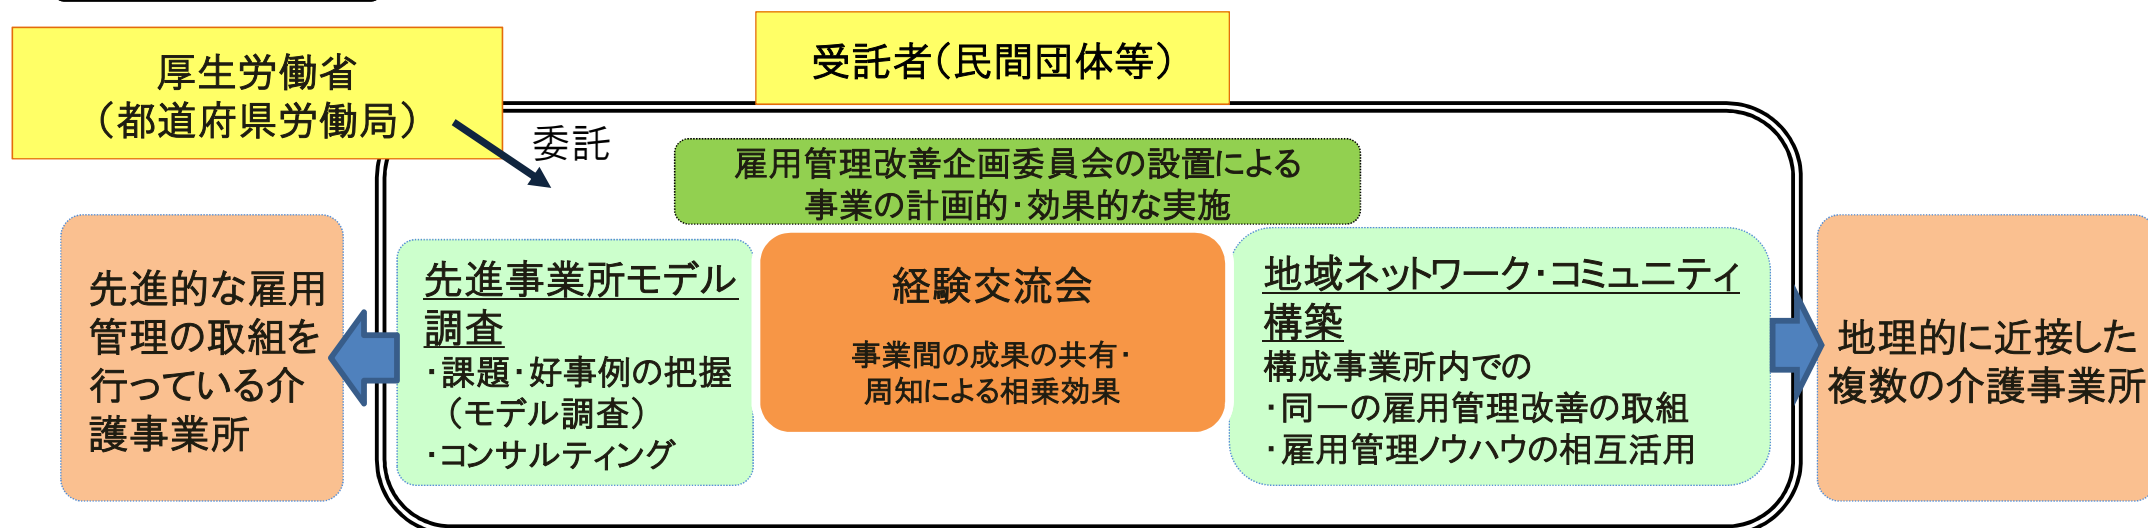 厚生労働省
（都道府県労働局）
受託者（民間団体等）
委託
雇用管理改善企画委員会の設置による
事業の計画的・効果的な実施
先進的な雇用
管理の取組を
行っている介
護事業所
先進事業所モデル
調査
・課題・好事例の把握
（モデル調査）
・コンサルティング
経験交流会
事業間の成果の共有・
周知による相乗効果
地域ネットワーク・コミュニティ
構築
構成事業所内での
・同一の雇用管理改善の取組
・雇用管理ノウハウの相互活用
地理的に近接した
複数の介護事業所